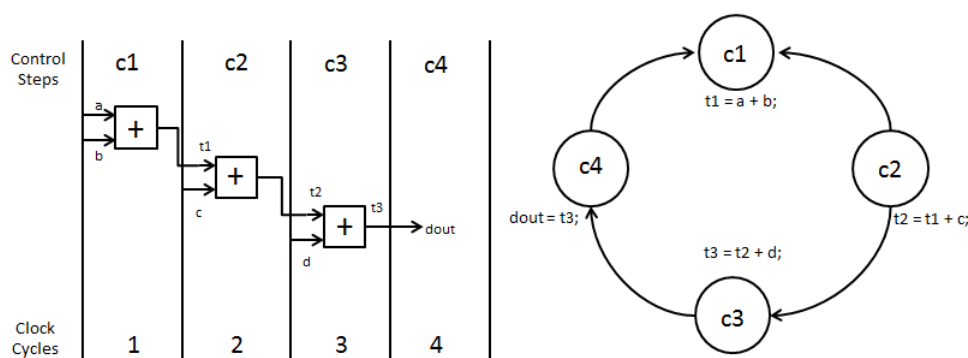 Control
Steps
c1
c2
c3
c4
a
b
+
t1
c
+
t2
d
+
t3
dout
Clock
Cycles
1
2
3
4
c1
t1 = a + b;
c4
dout = t3;
c2
t2 = t1 + c;
t3 = t2 + d;
c3